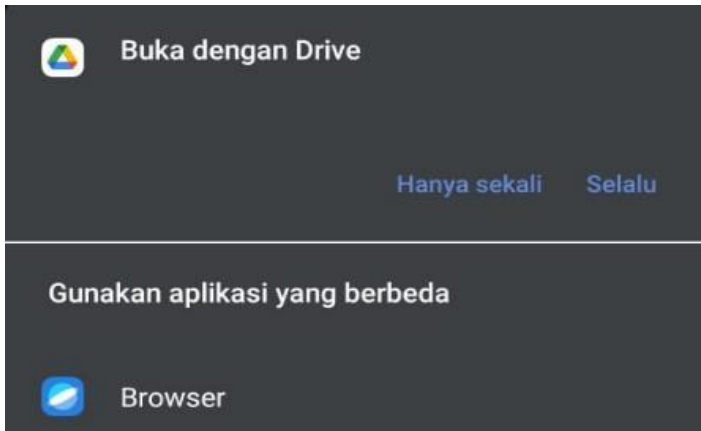 Buka dengan Drive
Hanya sekali Selalu
Gunakan aplikasi yang berbeda
Browser